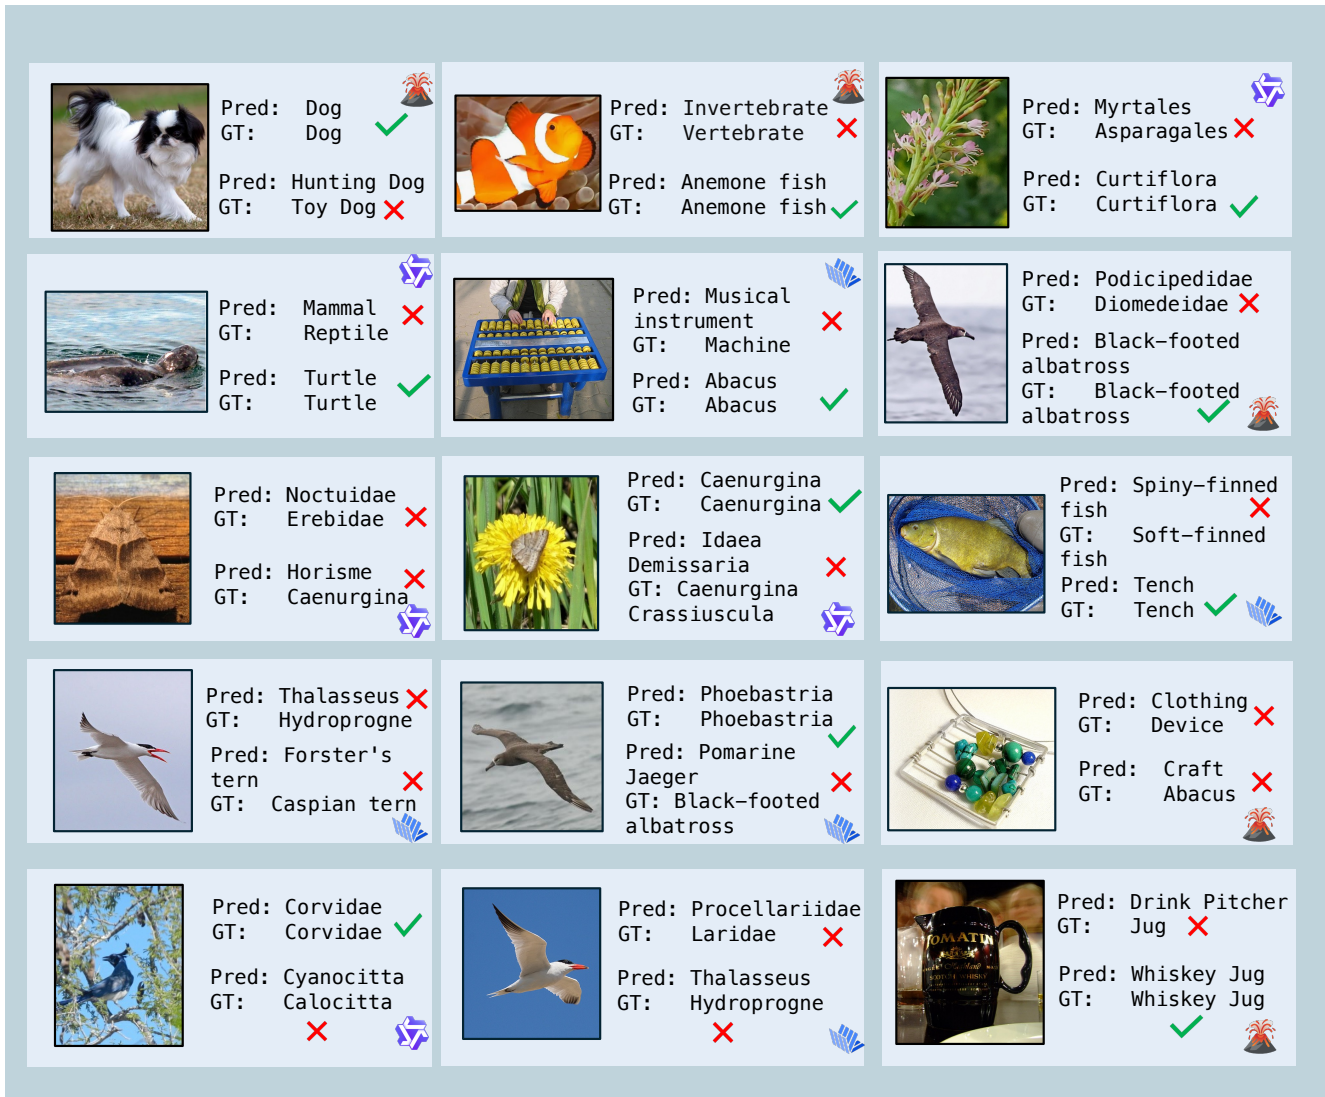 Pred: Dog
GT: Dog
Pred: Hunting Dog
GT: Toy Dog
Pred: Invertebrate
GT: Vertebrate
Pred: Anemone fish
GT: Anemone fish
Pred: Myrtales
GT: Asparagales
Pred: Curtiflora
GT: Curtiflora
Pred: Mammal
GT: Reptile
Pred: Turtle
GT: Turtle
Pred: Musical
instrument
GT: Machine
Pred: Abacus
GT: Abacus
Pred: Podicipedidae
GT: Diomedeidae
Pred: Black-footed
albatross
GT: Black-footed
albatross
Pred: Noctuidae
GT: Erebidae
Pred: Horisme
GT: Caenurgina
Pred: Caenurgina
GT: Caenurgina
Pred: Idaea
Demissaria
GT: Caenurgina
Crassiuscula
Pred: Spiny-finned
fish
GT: Soft-finned
fish
Pred: Tench
GT: Tench
Pred: Thalasseus
GT: Hydroprogne
Pred: Forster's
tern
GT: Caspian tern
Pred: Phoebastria
GT: Phoebastria
Pred: Pomarine
Jaeger
GT: Black-footed
albatross
Pred: Clothing
GT: Device
Pred: Craft
GT: Abacus
Pred: Corvidae
GT: Corvidae
Pred: Cyanocitta
GT: Calocitta
Pred: Procellariidae
GT: Laridae
Pred: Thalasseus
GT: Hydroprogne
TOMATIN
SCOTCH WHISKY
Pred: Drink Pitcher
GT: Jug
Pred: Whiskey Jug
GT: Whiskey Jug